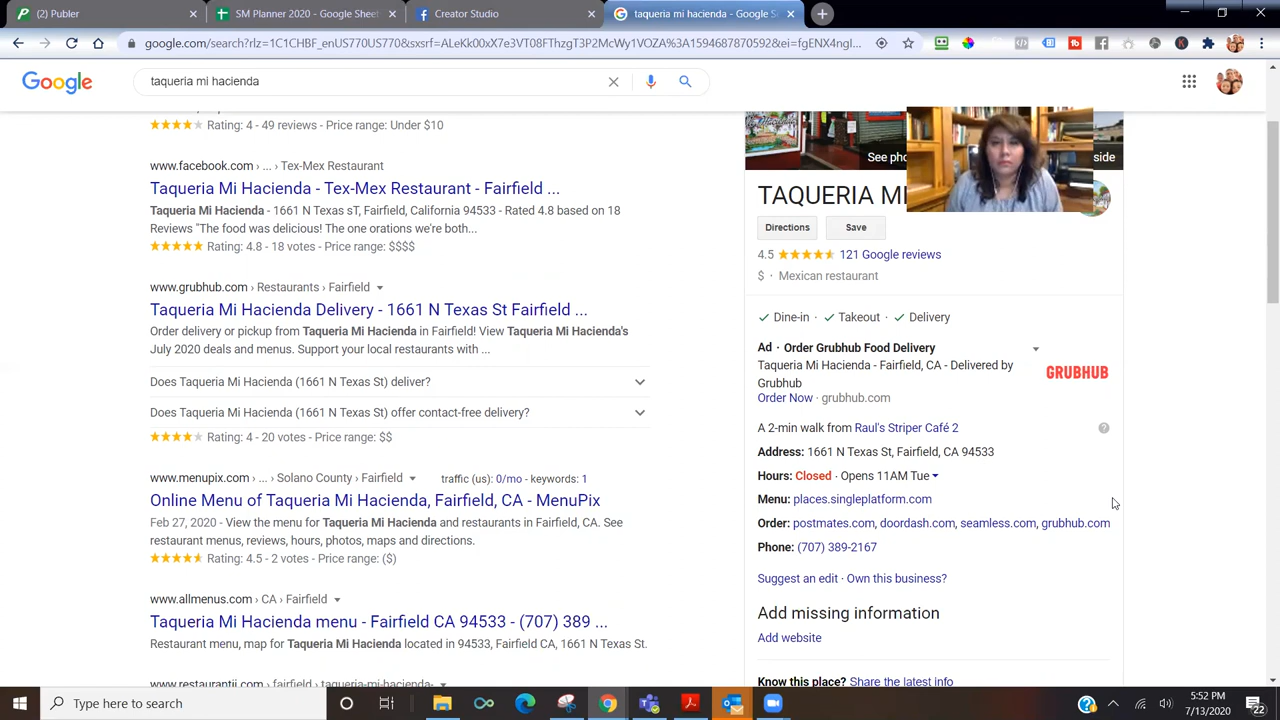 (2) Publer
SM Planner 2020 - Google Sheet
Creator Studio
taqueria mi hacienda - Google S
google.com/search?rlz=1C1CHBF_enUS770US770&sxsrf=ALeKk00xX7e3VT08FThzgT3P2McWy1VOZA%3A1594687870592&ei=fgENX4ngI...
Google
taqueria mi hacienda
Rating: 4 - 49 reviews - Price range: Under $10
www.facebook.com › ... › Tex-Mex Restaurant
Taqueria Mi Hacienda - Tex-Mex Restaurant - Fairfield ...
Taqueria Mi Hacienda - 1661 N Texas sT, Fairfield, California 94533 - Rated 4.8 based on 18
Reviews "The food was delicious! The one orations we're both...
Rating: 4.8 - 18 votes - Price range: $$$$
www.grubhub.com › Restaurants › Fairfield
Taqueria Mi Hacienda Delivery - 1661 N Texas St Fairfield ...
Order delivery or pickup from Taqueria Mi Hacienda in Fairfield! View Taqueria Mi Hacienda's
July 2020 deals and menus. Support your local restaurants with ...
Does Taqueria Mi Hacienda (1661 N Texas St) deliver?
Does Taqueria Mi Hacienda (1661 N Texas St) offer contact-free delivery?
Rating: 4 - 20 votes - Price range: $$
www.menupix.com › ... › Solano County › Fairfield
traffic (us): 0/mo - keywords: 1
Online Menu of Taqueria Mi Hacienda, Fairfield, CA - MenuPix
Feb 27, 2020 - View the menu for Taqueria Mi Hacienda and restaurants in Fairfield, CA. See
restaurant menus, reviews, hours, photos, maps and directions.
Rating: 4.5 - 2 votes - Price range: ($)
www.allmenus.com › CA › Fairfield
Taqueria Mi Hacienda menu - Fairfield CA 94533 - (707) 389 ...
Restaurant menu, map for Taqueria Mi Hacienda located in 94533, Fairfield CA, 1661 N Texas St.
www.restaurantji.com › fairfield › taqueria-mi-hacienda-
See pho
side
TAQUERIA MI
Directions
Save
4.5
121 Google reviews
$ · Mexican restaurant
Dine-in · Takeout · Delivery
Ad · Order Grubhub Food Delivery
Taqueria Mi Hacienda - Fairfield, CA - Delivered by
Grubhub
GRUBHUB
Order Now · grubhub.com
A 2-min walk from Raul's Striper Café 2
Address: 1661 N Texas St, Fairfield, CA 94533
Hours: Closed · Opens 11AM Tue
Menu: places.singleplatform.com
Order: postmates.com, doordash.com, seamless.com, grubhub.com
Phone: (707) 389-2167
Suggest an edit · Own this business?
Add missing information
Add website
Know this place? Share the latest info
Type here to search
5:52 PM
7/13/2020
22